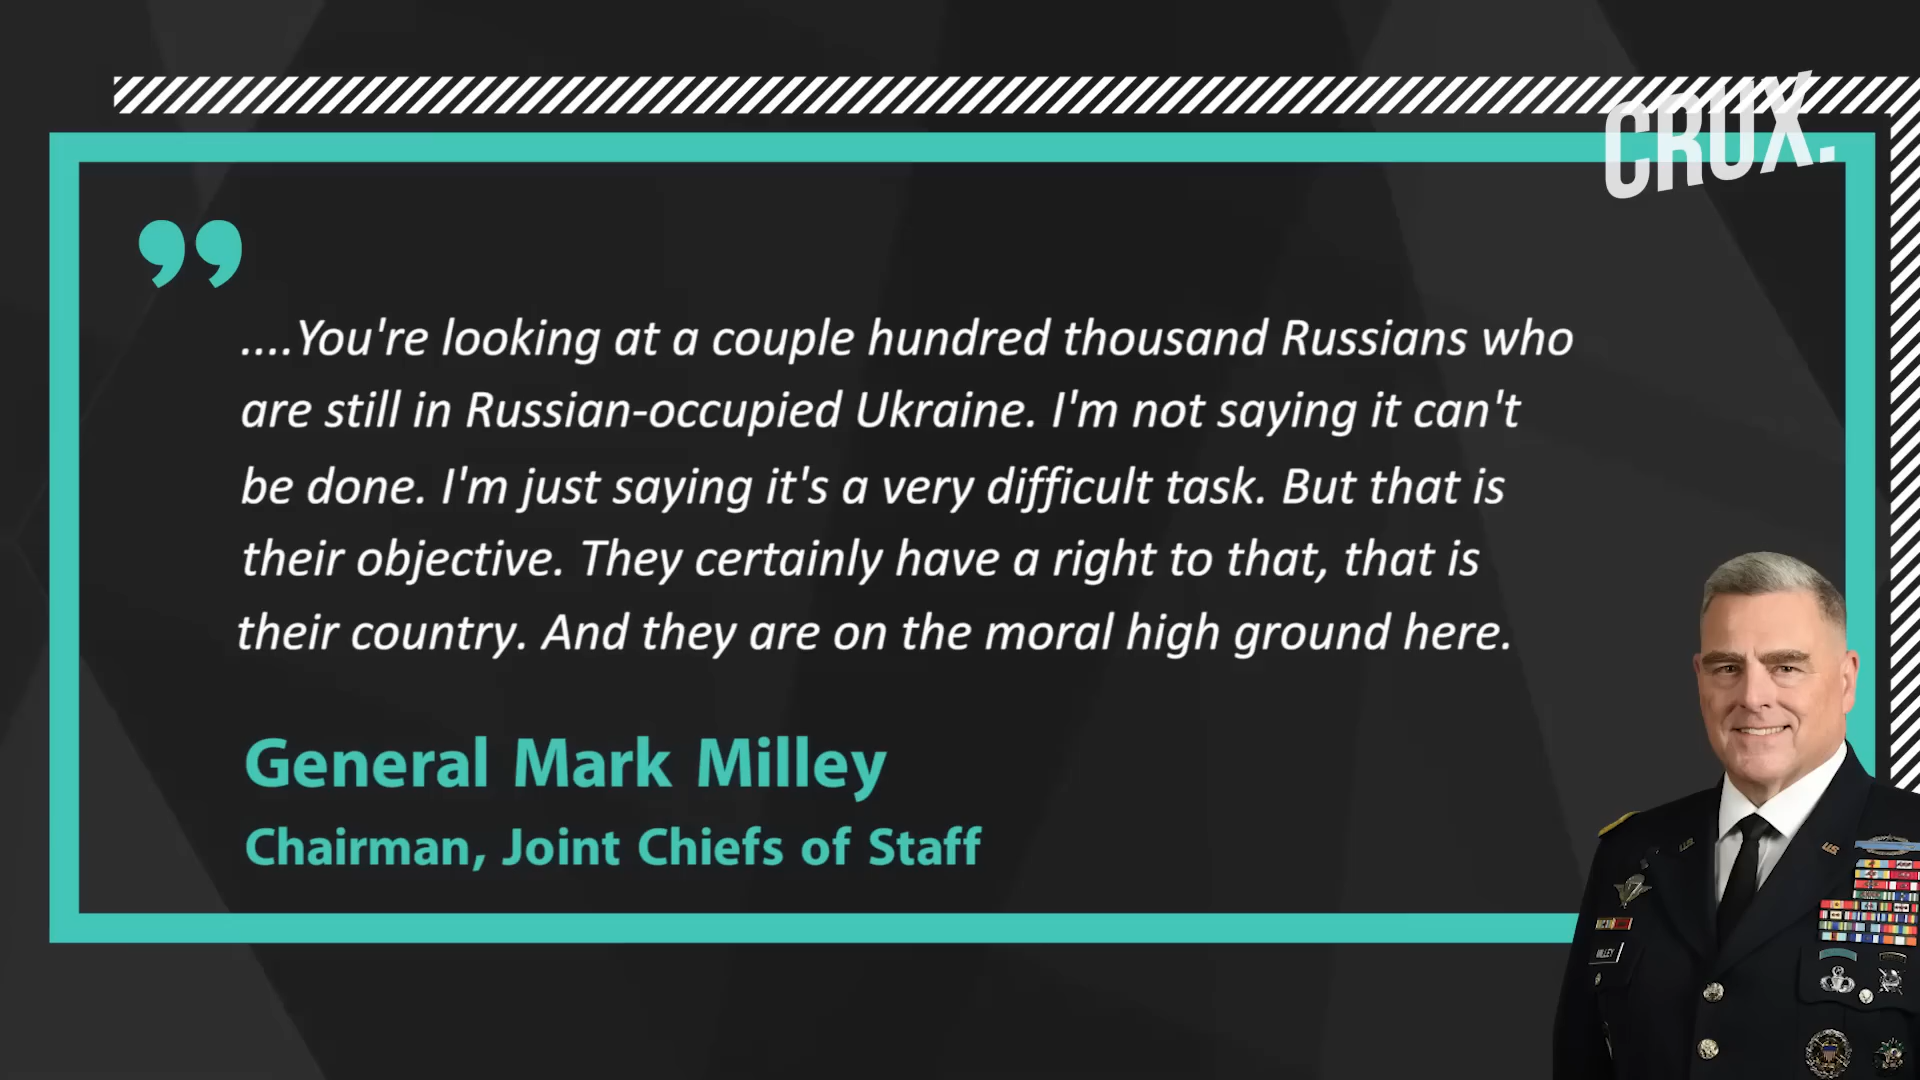 CRUX.
”
....You're looking at a couple hundred thousand Russians who
are still in Russian-occupied Ukraine. I'm not saying it can't
be done. I'm just saying it's a very difficult task. But that is
their objective. They certainly have a right to that, that is
their country. And they are on the moral high ground here.
General Mark Milley
Chairman, Joint Chiefs of Staff
U.S.
U.S.
MILLEY